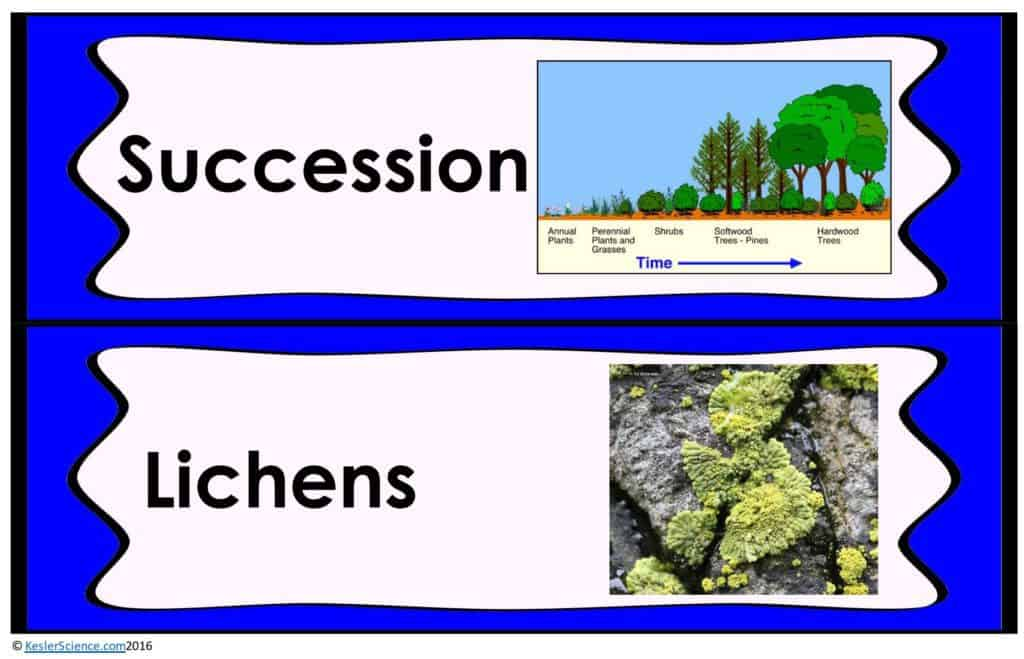 Succession
Annual
Plants
Perennial
Plants and
Grasses
Shrubs
Softwood
Trees - Pines
Hardwood
Trees
Time
Lichens
© KeslerScience.com2016